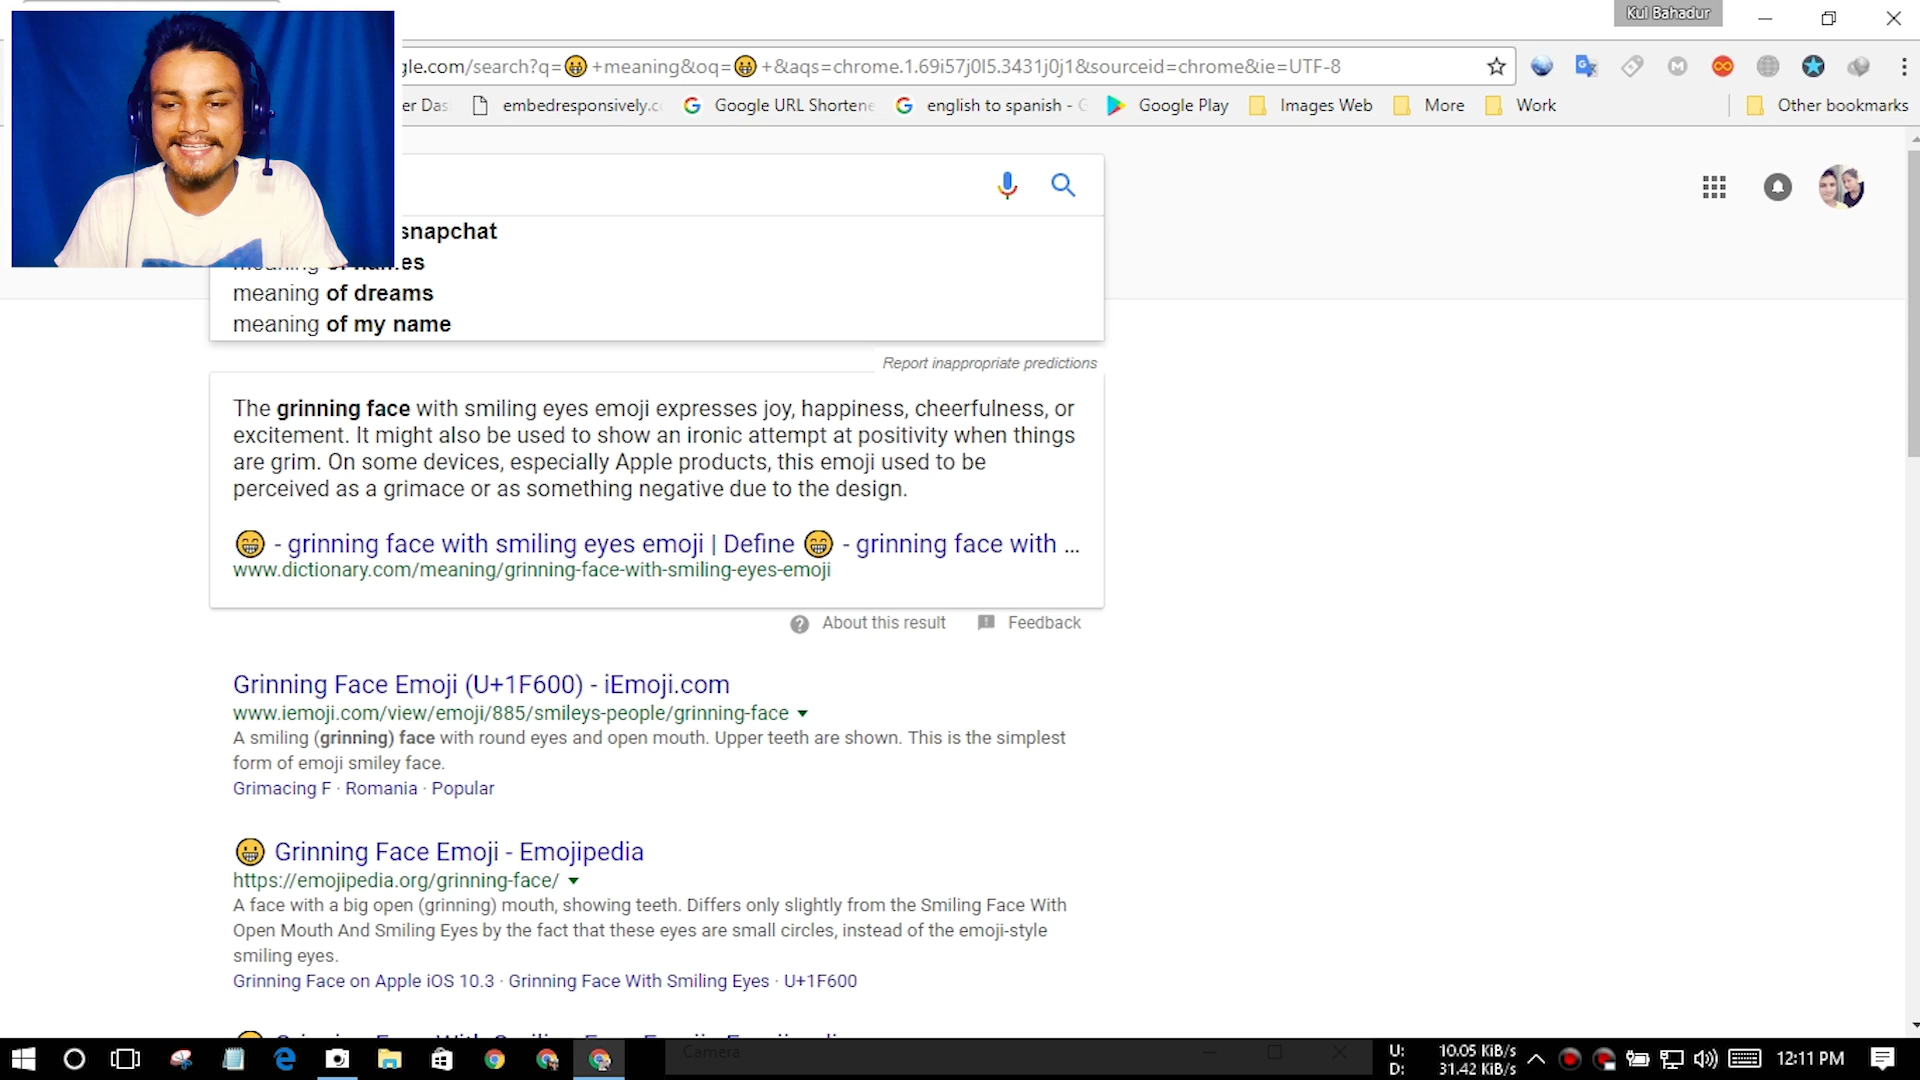 Kul Bahadur
gle.com/search?q=😁+meaning&oq=😁+&aqs=chrome.1.69i57j0l5.3431j0j1&sourceid=chrome&ie=UTF-8
er Das embedresponsively.c Google URL Shortene english to spanish - G Google Play Images Web More Work Other bookmarks
snapchat
meaning of names
meaning of dreams
meaning of my name
Report inappropriate predictions
The grinning face with smiling eyes emoji expresses joy, happiness, cheerfulness, or
excitement. It might also be used to show an ironic attempt at positivity when things
are grim. On some devices, especially Apple products, this emoji used to be
perceived as a grimace or as something negative due to the design.
😁 - grinning face with smiling eyes emoji | Define 😁 - grinning face with ...
www.dictionary.com/meaning/grinning-face-with-smiling-eyes-emoji
About this result Feedback
Grinning Face Emoji (U+1F600) - iEmoji.com
www.iemoji.com/view/emoji/885/smileys-people/grinning-face
A smiling (grinning) face with round eyes and open mouth. Upper teeth are shown. This is the simplest
form of emoji smiley face.
Grimacing F · Romania · Popular
😀 Grinning Face Emoji - Emojipedia
https://emojipedia.org/grinning-face/
A face with a big open (grinning) mouth, showing teeth. Differs only slightly from the Smiling Face With
Open Mouth And Smiling Eyes by the fact that these eyes are small circles, instead of the emoji-style
smiling eyes.
Grinning Face on Apple iOS 10.3 · Grinning Face With Smiling Eyes · U+1F600
Camera
U: 10.05 KiB/s
D: 31.42 KiB/s
12:11 PM